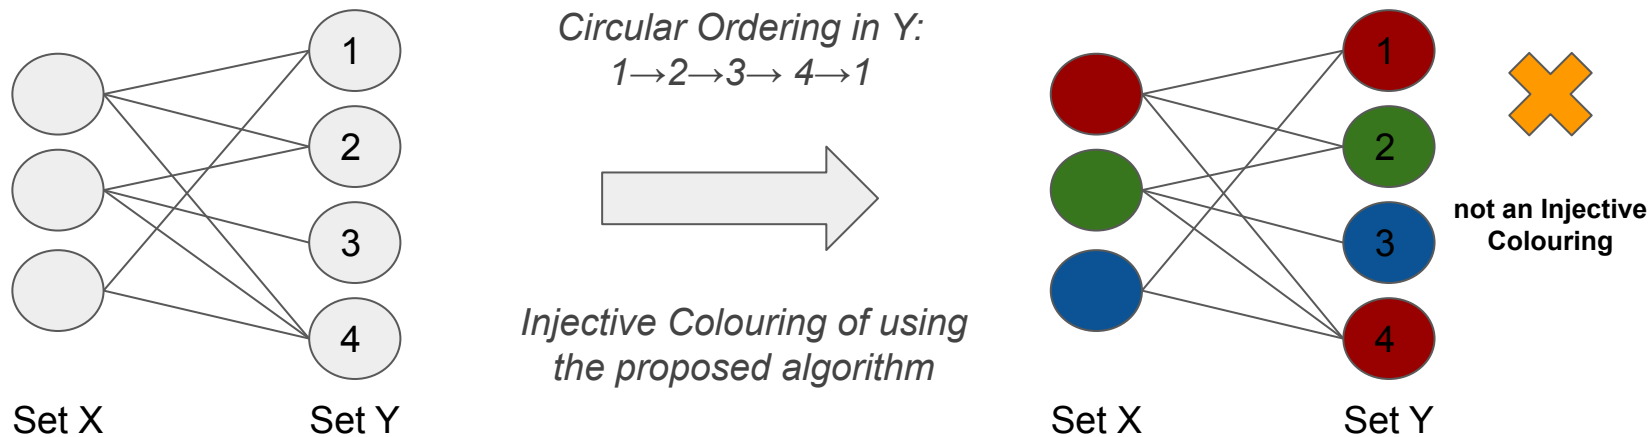 1
2
3
4
Set X
Set Y
Circular Ordering in Y:
1→2→3→ 4→1
Injective Colouring of using
the proposed algorithm
1
2
3
4
Set X
Set Y
not an Injective
Colouring